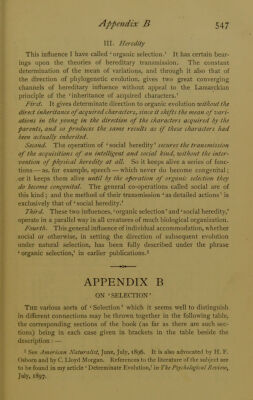 Appendix B 547
III. Heredity
This influence I have called 'organic selection.' It has certain bear-
ings upon the theories of hereditary transmission. The constant
determination of the mean of variations, and through it also that of
the direction of phylogenetic evolution, gives two great converging
channels of hereditary influence without appeal to the Lamarckian
principle of the 'inheritance of acquired characters.'
First. It gives determinate direction to organic evolution without the
direct inheritance of acquired characters, since it shifts the mean of vari-
ations in the young in the direction of the characters acquired by the
parents, and so produces the same results as if these characters had
been actually inherited.
Second. The operation of 'social heredity' secures the transmission
of the acquisitions of an intelligent and social kind, without the inter-
vention of physical heredity at all. So it keeps alive a series of func-
tions — as, for example, speech — which never do become congenital;
or it keeps them alive until by the operation of organic selection they
do become congenital. The general co-operations called social are of
this kind; and the method of their transmission 'as detailed actions' is
exclusively that of 'social heredity.'
Third. These two influences, 'organic selection' and 'social heredity,'
operate in a parallel way in all creatures of much biological organization.
Fourth. This general influence of individual accommodation, whether
social or otherwise, in setting the direction of subsequent evolution
under natural selection, has been fully described under the phrase
'organic selection,' in earlier publications.²
APPENDIX B
ON 'SELECTION'
THE various sorts of 'Selection' which it seems well to distinguish
in different connections may be thrown together in the following table,
the corresponding sections of the book (as far as there are such sec-
tions) being in each case given in brackets in the table beside the
description: —
² See American Naturalist, June, July, 1896. It is also advocated by H. F.
Osborn and by C. Lloyd Morgan. References to the literature of the subject are
to be found in my article 'Determinate Evolution,' in The Psychological Review,
July, 1897.